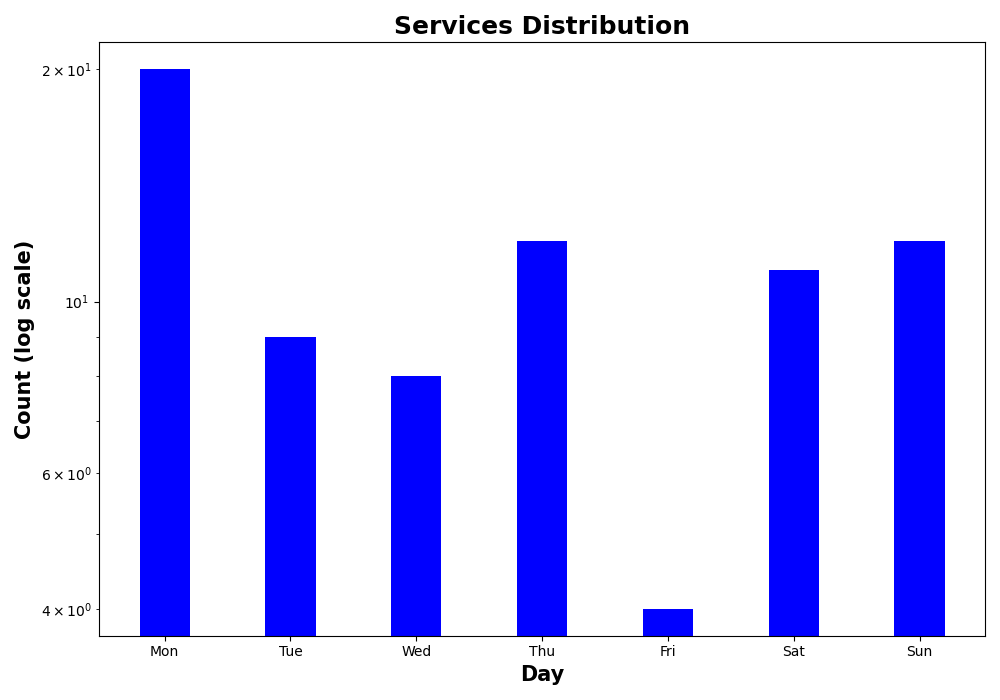 Services Distribution
Count (log scale)
2 × 10¹
10¹
6 × 10⁰
4 × 10⁰
Mon Tue Wed Thu Fri Sat Sun
Day